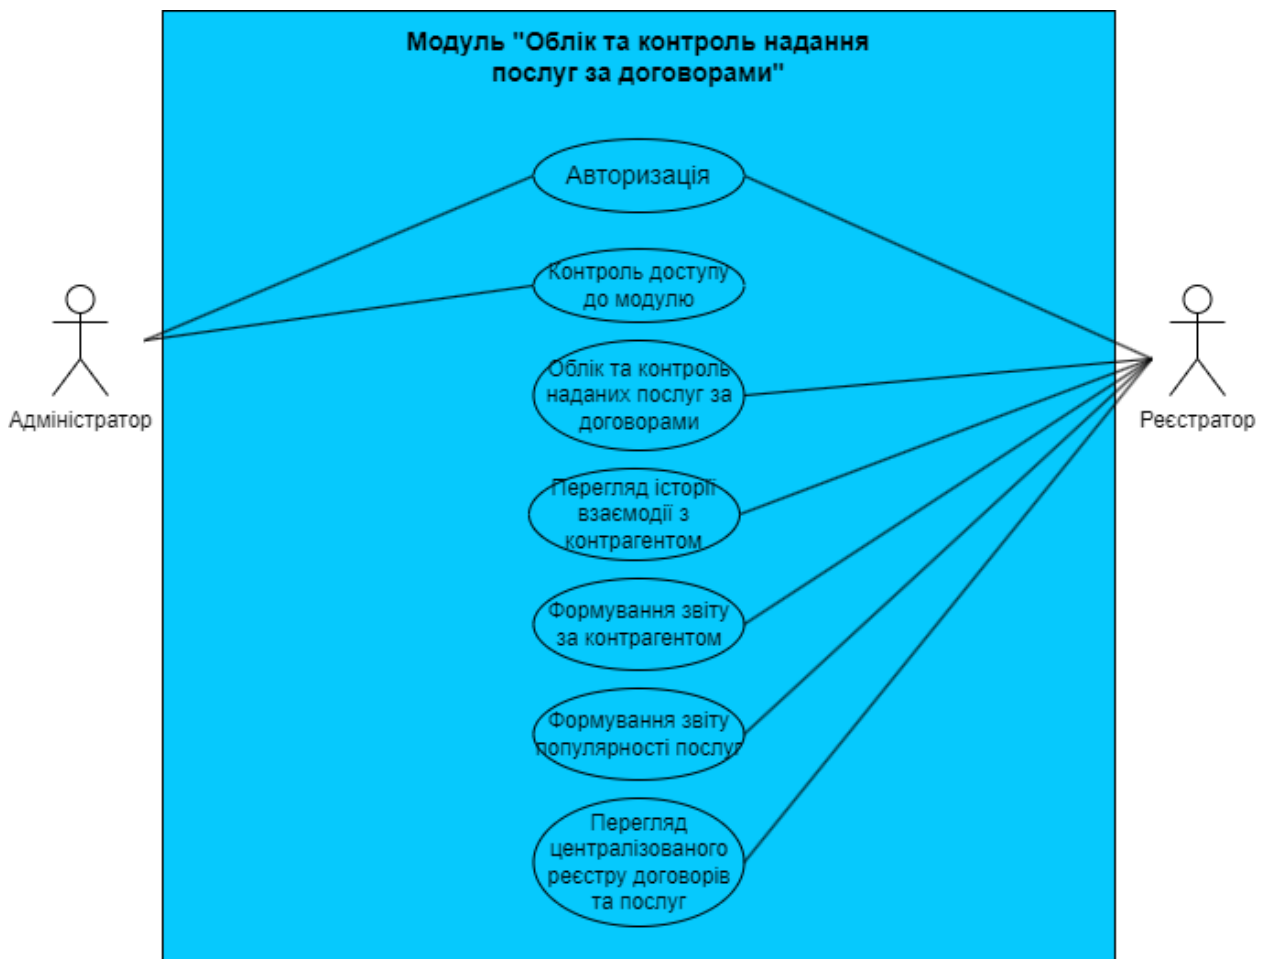 Модуль "Облік та контроль надання
послуг за договорами"
Авторизація
Контроль доступу
до модулю
Облік та контроль
наданих послуг за
договорами
Адміністратор
Реєстратор
Перегляд історії
взаємодії з
контрагентом
Формування звіту
за контрагентом
Формування звіту
популярності послуг
Перегляд
централізованого
реєстру договорів
та послуг